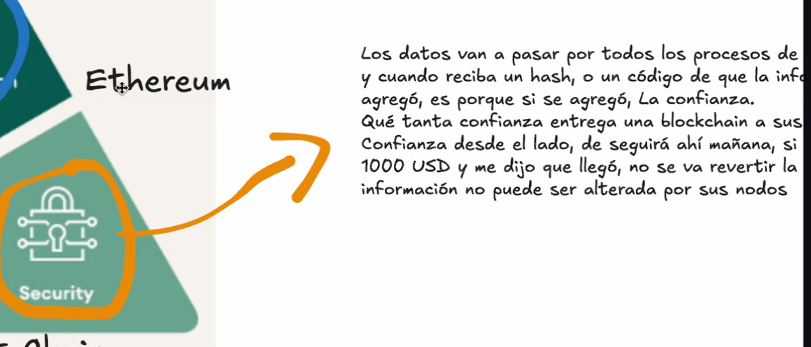 Ethereum
Los datos van a pasar por todos los procesos de
y cuando reciba un hash, o un código de que la
agregó, es porque si se agregó, La confianza.
Qué tanta confianza entrega una blockchain a sus
Confianza desde el lado, de seguirá ahí mañana, si
1000 USD y me dijo que llegó, no se va revertir la
información no puede ser alterada por sus nodos
Security